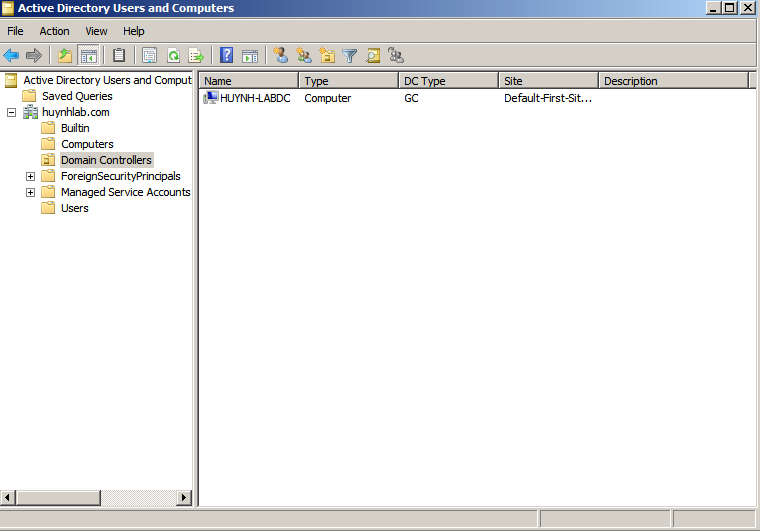 Active Directory Users and Computers
File Action View Help
Active Directory Users and Comput
Saved Queries
huynhlab.com
Builtin
Computers
Domain Controllers
ForeignSecurityPrincipals
Managed Service Accounts
Users
Name Type DC Type Site Description
HUYNH-LABDC Computer GC Default-First-Sit...